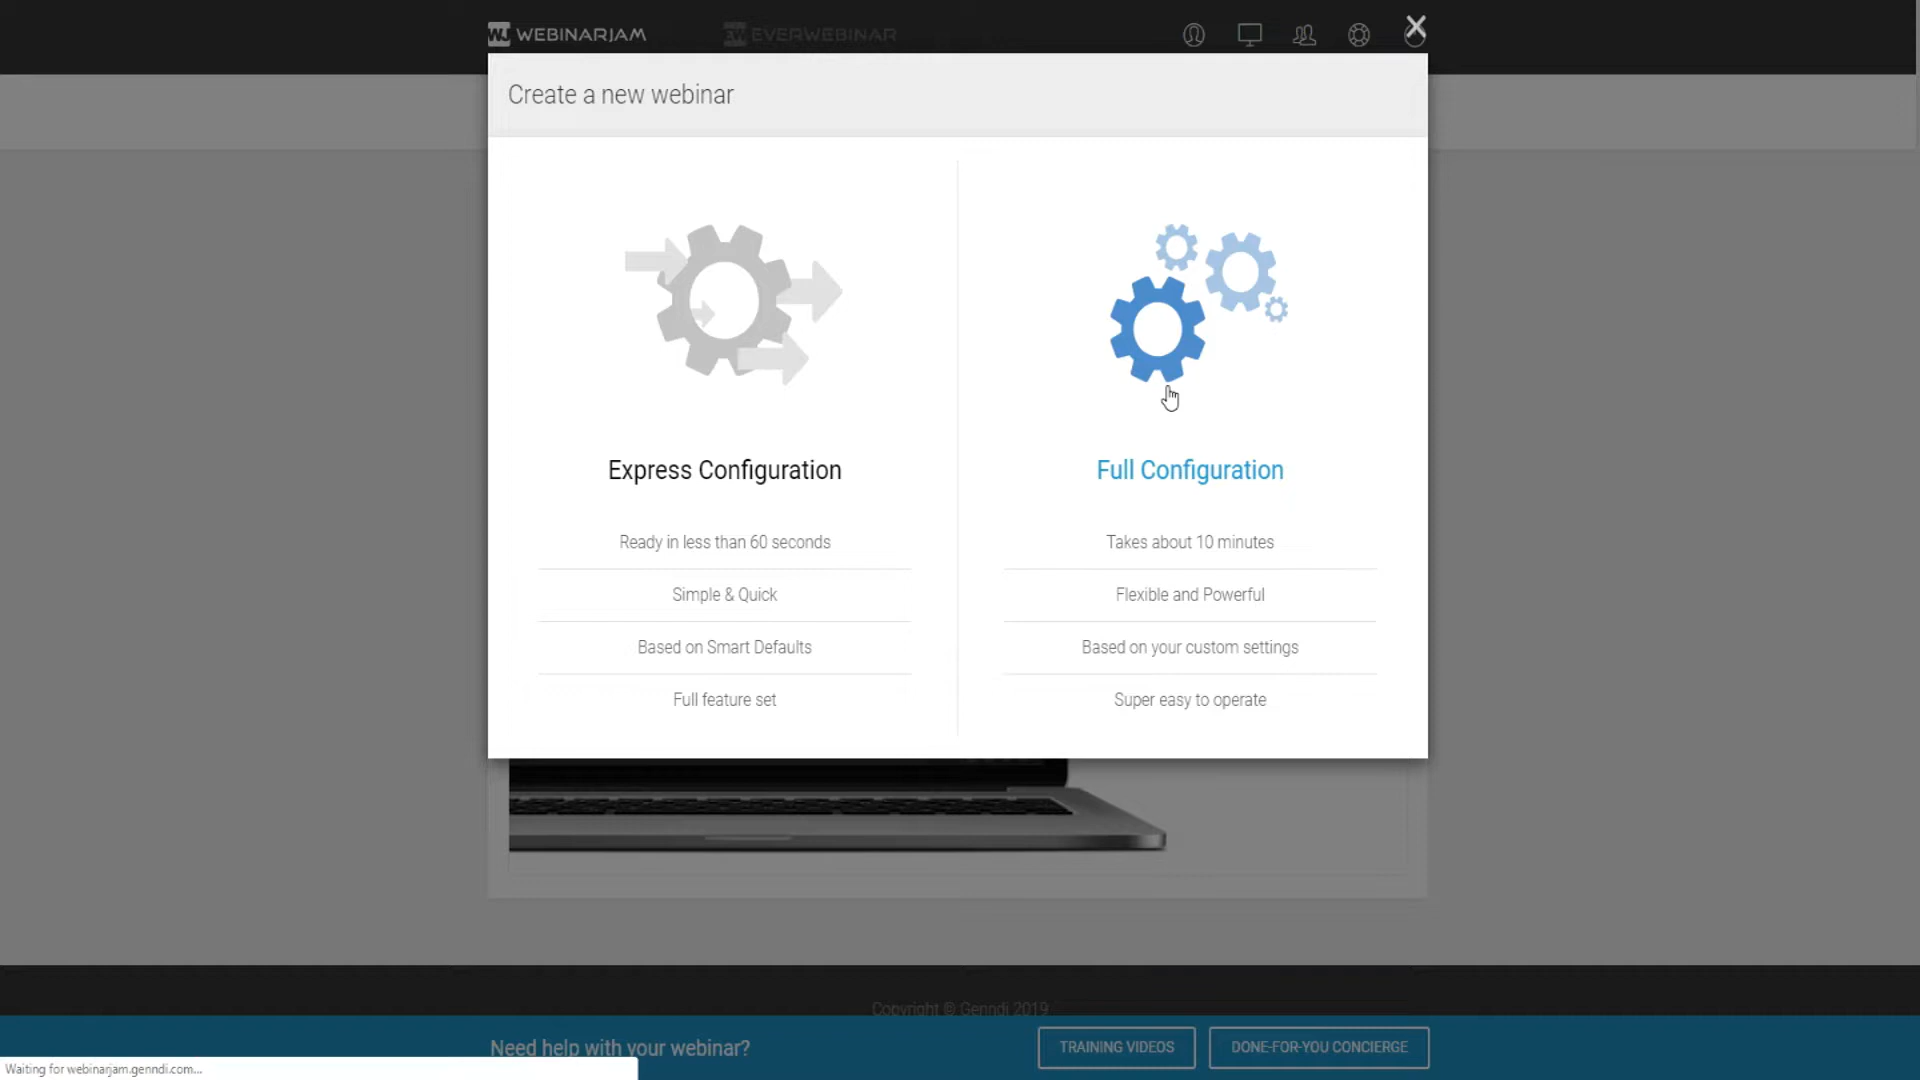 WJ WEBINARJAM
EW EVERWEBINAR
Create a new webinar
Express Configuration
Ready in less than 60 seconds
Simple & Quick
Based on Smart Defaults
Full feature set
Full Configuration
Takes about 10 minutes
Flexible and Powerful
Based on your custom settings
Super easy to operate
Copyright © Genndi 2019
Need help with your webinar?
TRAINING VIDEOS
DONE-FOR-YOU CONCIERGE
Waiting for webinarjam.genndi.com...